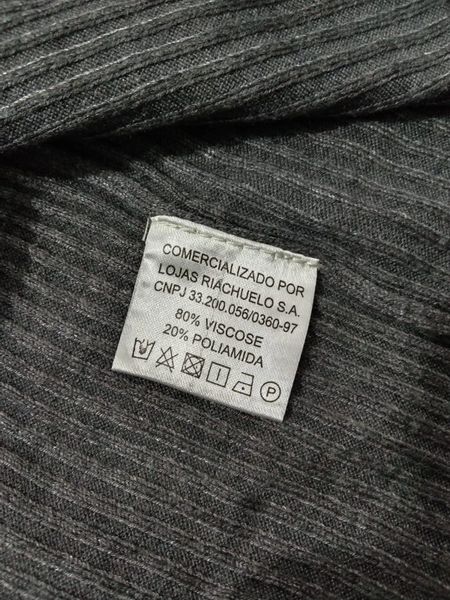 COMERCIALIZADO POR
LOJAS RIACHUELO S.A.
CNPJ 33.200.056/0360-97
80% VISCOSE
20% POLIAMIDA
P